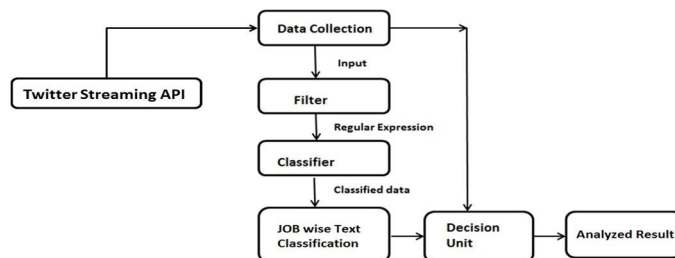 Data Collection
Input
Twitter Streaming API
Filter
Regular Expression
Classifier
Classified data
JOB wise Text
Classification
Decision
Unit
Analyzed Result